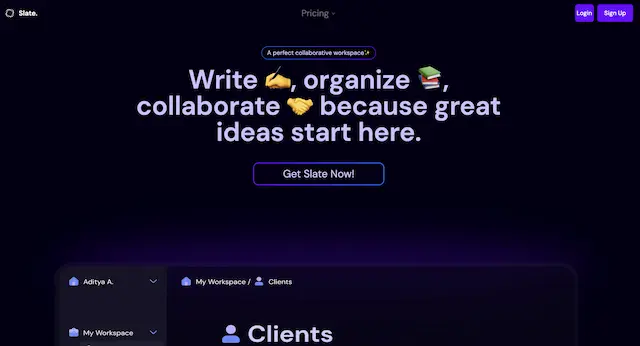 Slate.
Pricing
Login
Sign Up
A perfect collaborative workspace✨
Write ✍️, organize 📚,
collaborate 🤝 because great
ideas start here.
Get Slate Now!
Aditya A.
My Workspace / 👤 Clients
My Workspace
Clients